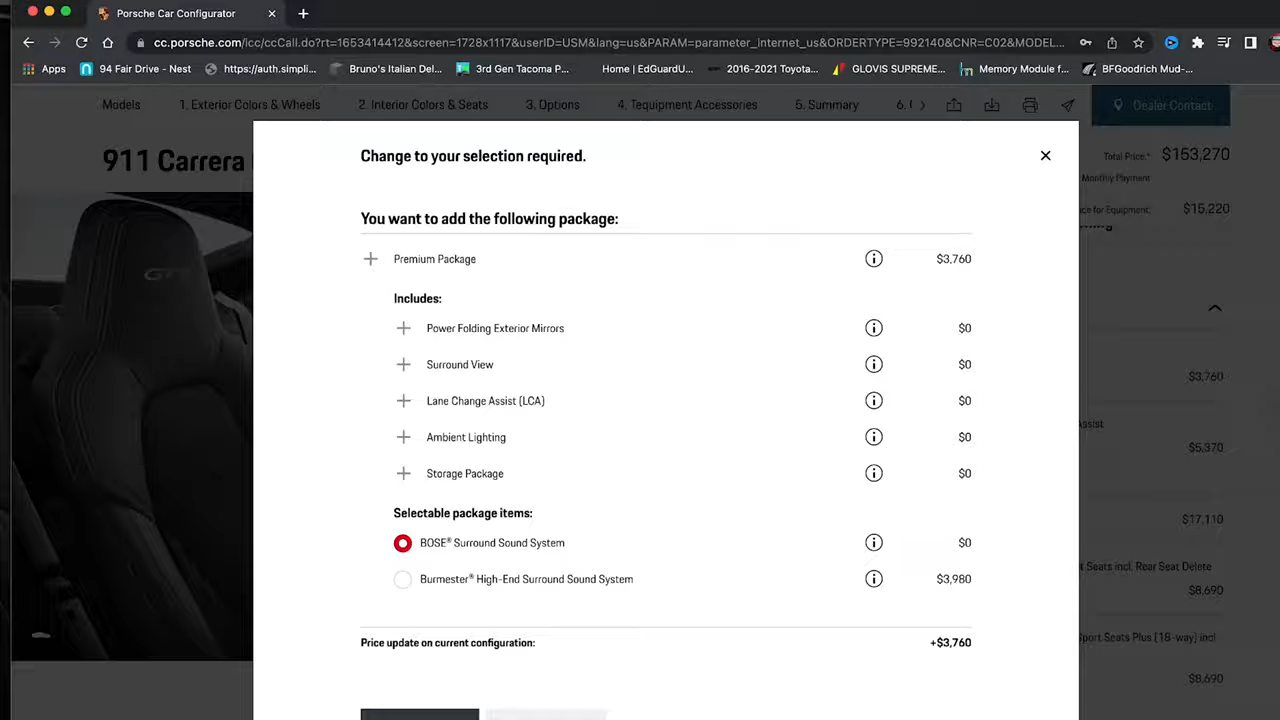 Porsche Car Configurator
cc.porsche.com/icc/ccCall.do?rt=1653414412&screen=1728x1117&userID=USM&lang=us&PARAM=parameter_internet_us&ORDERTYPE=992140&CNR=C02&MODEL...
Apps 94 Fair Drive - Nest https://auth.simpli... Bruno's Italian Del... 3rd Gen Tacoma P... Home | EdGuardU... 2016-2021 Toyota... GLOVIS SUPREME... Memory Module f... BFGoodrich Mud-...
Models 1. Exterior Colors & Wheels 2. Interior Colors & Seats 3. Options 4. Tequipment Accessories 5. Summary 6. Dealer Contact
911 Carrera
Total Price:* $153,270
Monthly Payment
ce for Equipment: $15,220
Change to your selection required.
You want to add the following package:
Premium Package $3,760
Includes:
Power Folding Exterior Mirrors $0
Surround View $0
Lane Change Assist (LCA) $0
Ambient Lighting $0
Storage Package $0
Selectable package items:
BOSE® Surround Sound System $0
Burmester® High-End Surround Sound System $3,980
Price update on current configuration: +$3,760
GTS
$3,760
Assist
$5,370
$17,110
t Seats incl. Rear Seat Delete
$8,690
Sport Seats Plus (18-way) incl
$8,690